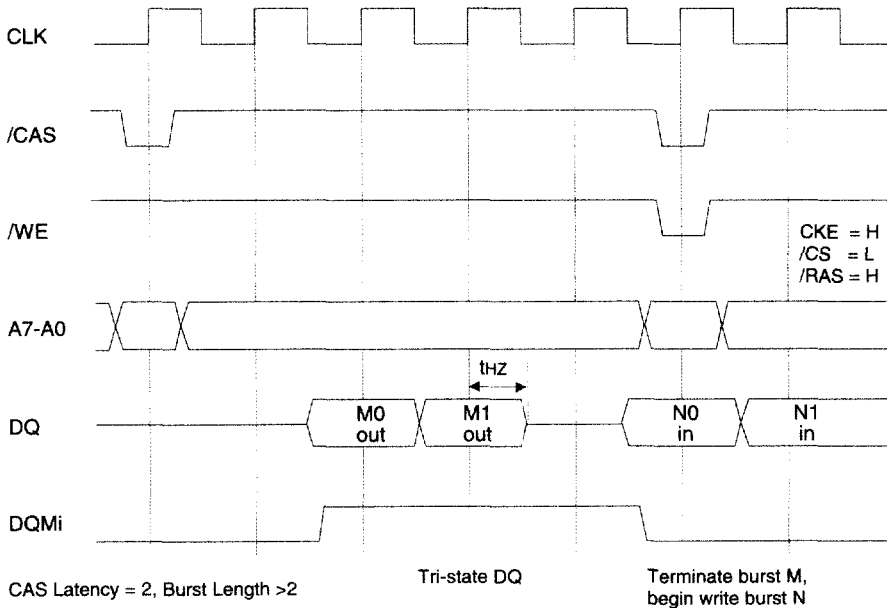 CLK
/CAS
/WE
CKE = H
/CS = L
/RAS = H
A7-A0
tHZ
DQ
M0 out
M1 out
N0 in
N1 in
DQMi
CAS Latency = 2, Burst Length >2
Tri-state DQ
Terminate burst M,
begin write burst N